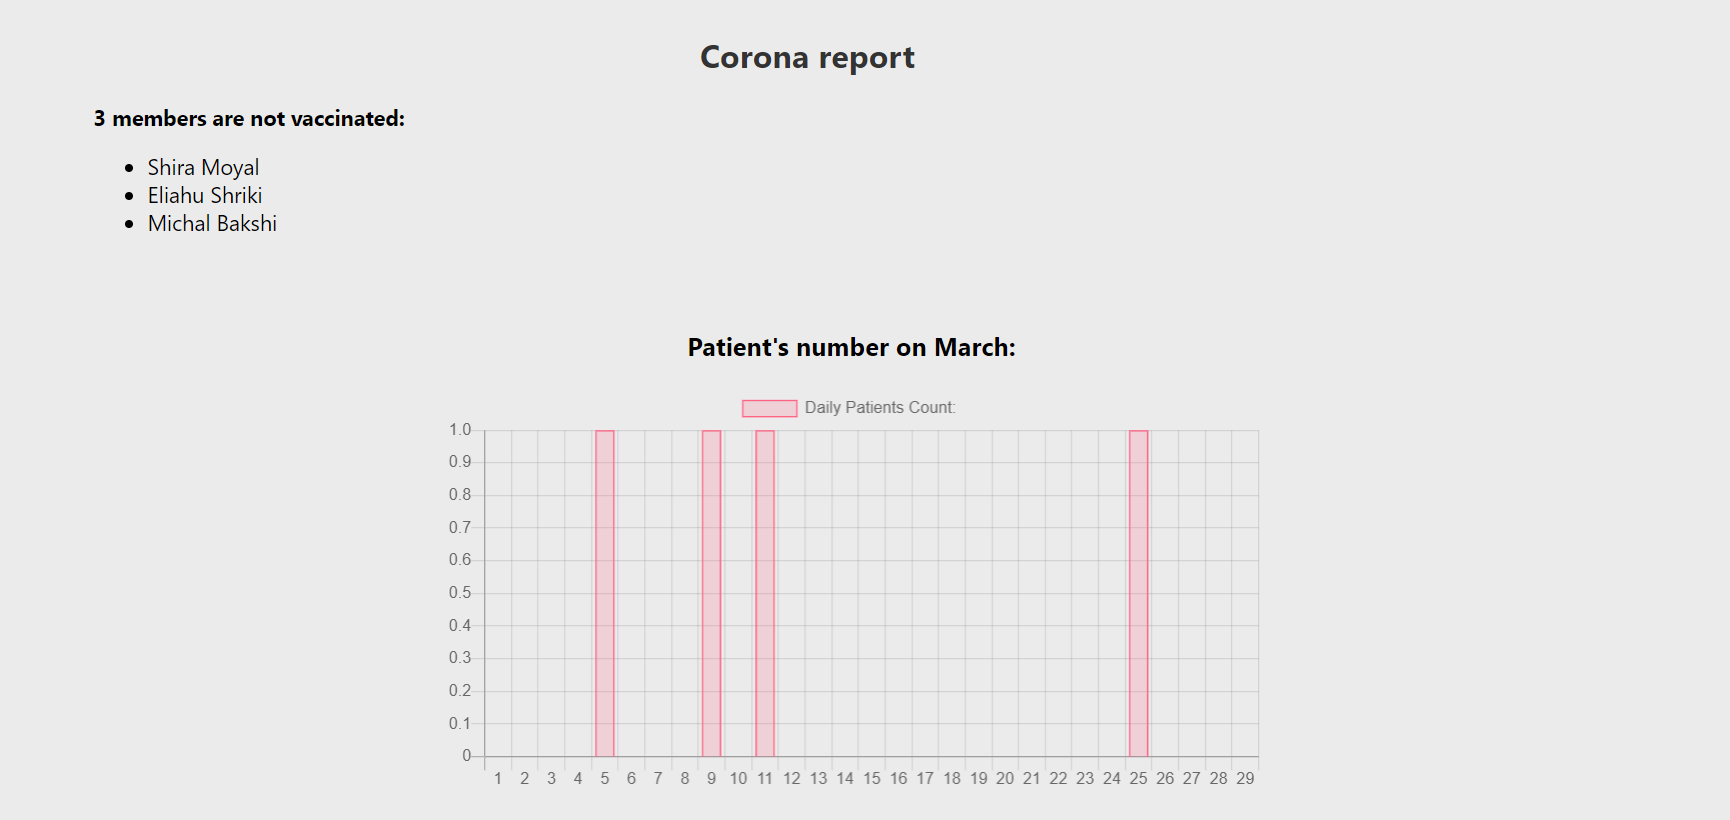 Corona report
3 members are not vaccinated:
Shira Moyal
Eliahu Shriki
Michal Bakshi
Patient's number on March:
Daily Patients Count:
1.0
0.9
0.8
0.7
0.6
0.5
0.4
0.3
0.2
0.1
0
1 2 3 4 5 6 7 8 9 10 11 12 13 14 15 16 17 18 19 20 21 22 23 24 25 26 27 28 29